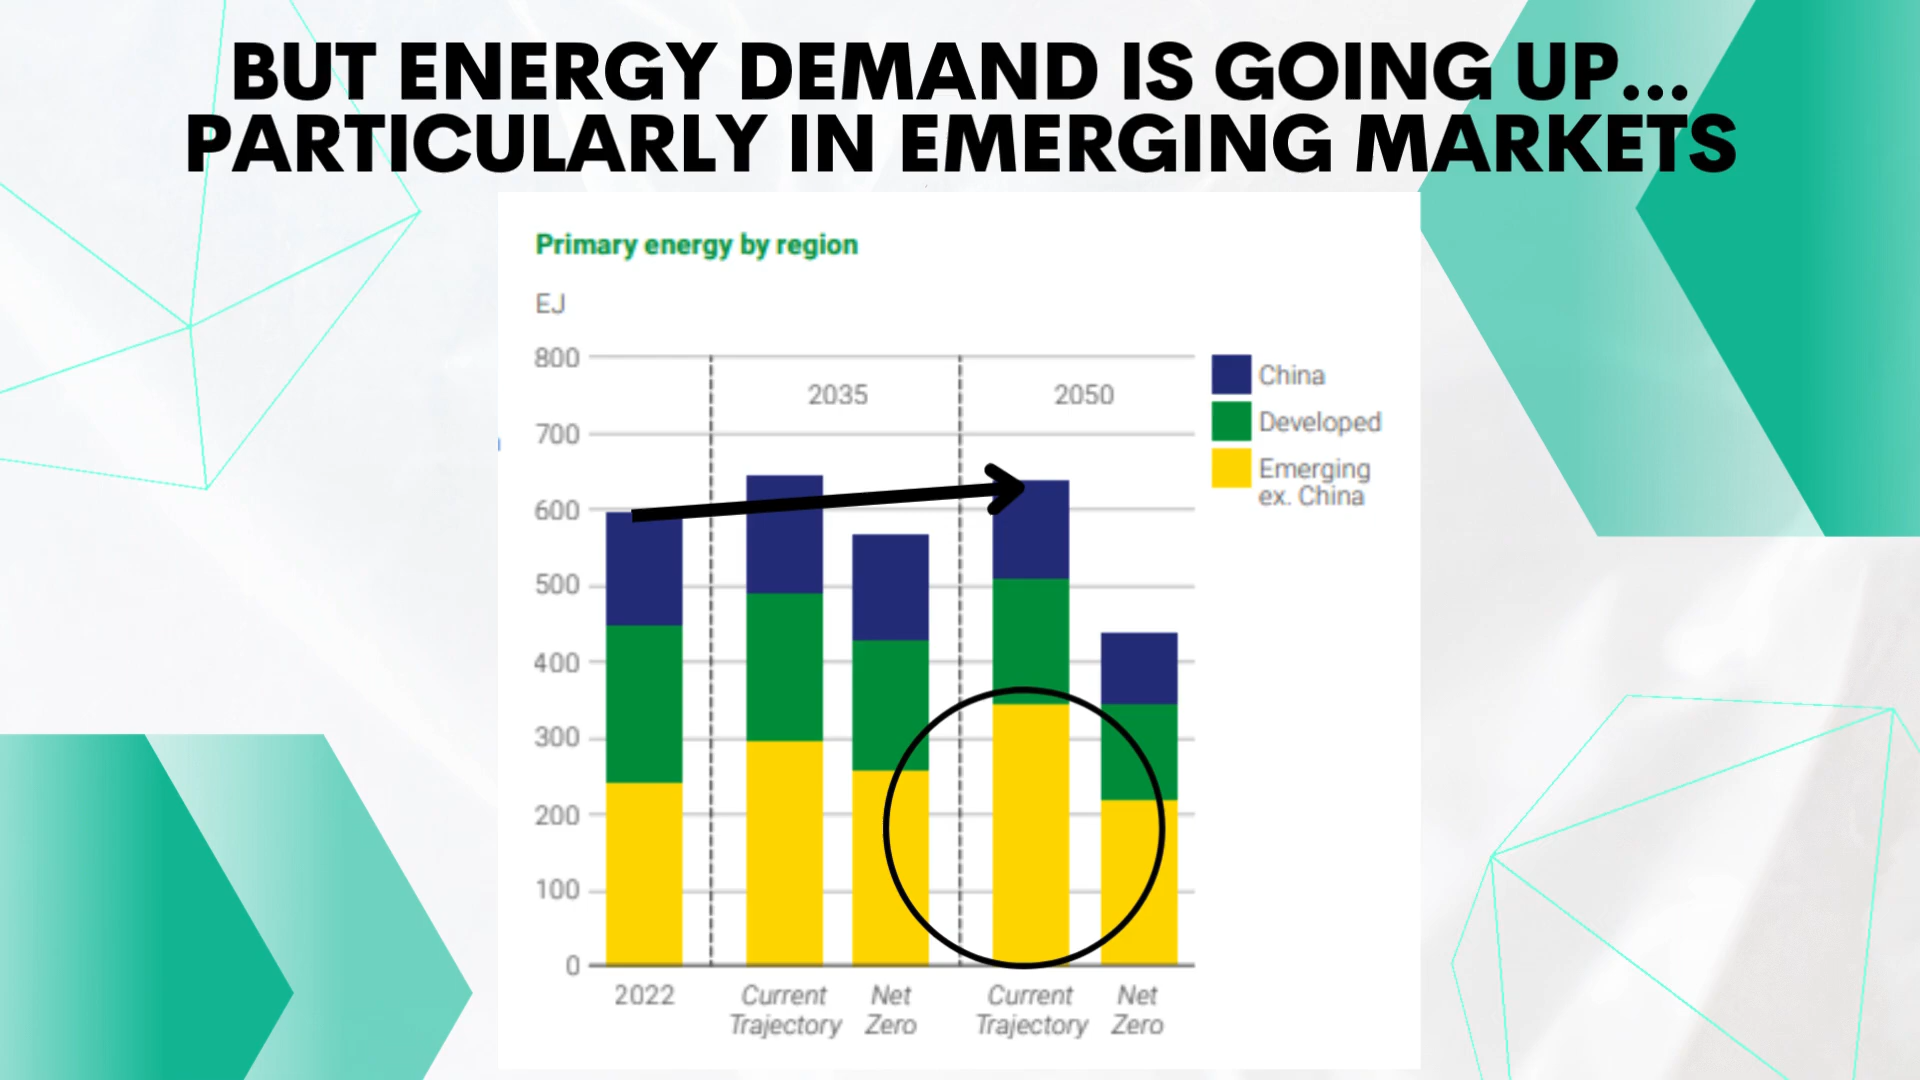 BUT ENERGY DEMAND IS GOING UP...
PARTICULARLY IN EMERGING MARKETS
Primary energy by region
EJ
800
700
600
500
400
300
200
100
0
2035
2050
China
Developed
Emerging
ex. China
2022
Current
Trajectory
Net
Zero
Current
Trajectory
Net
Zero